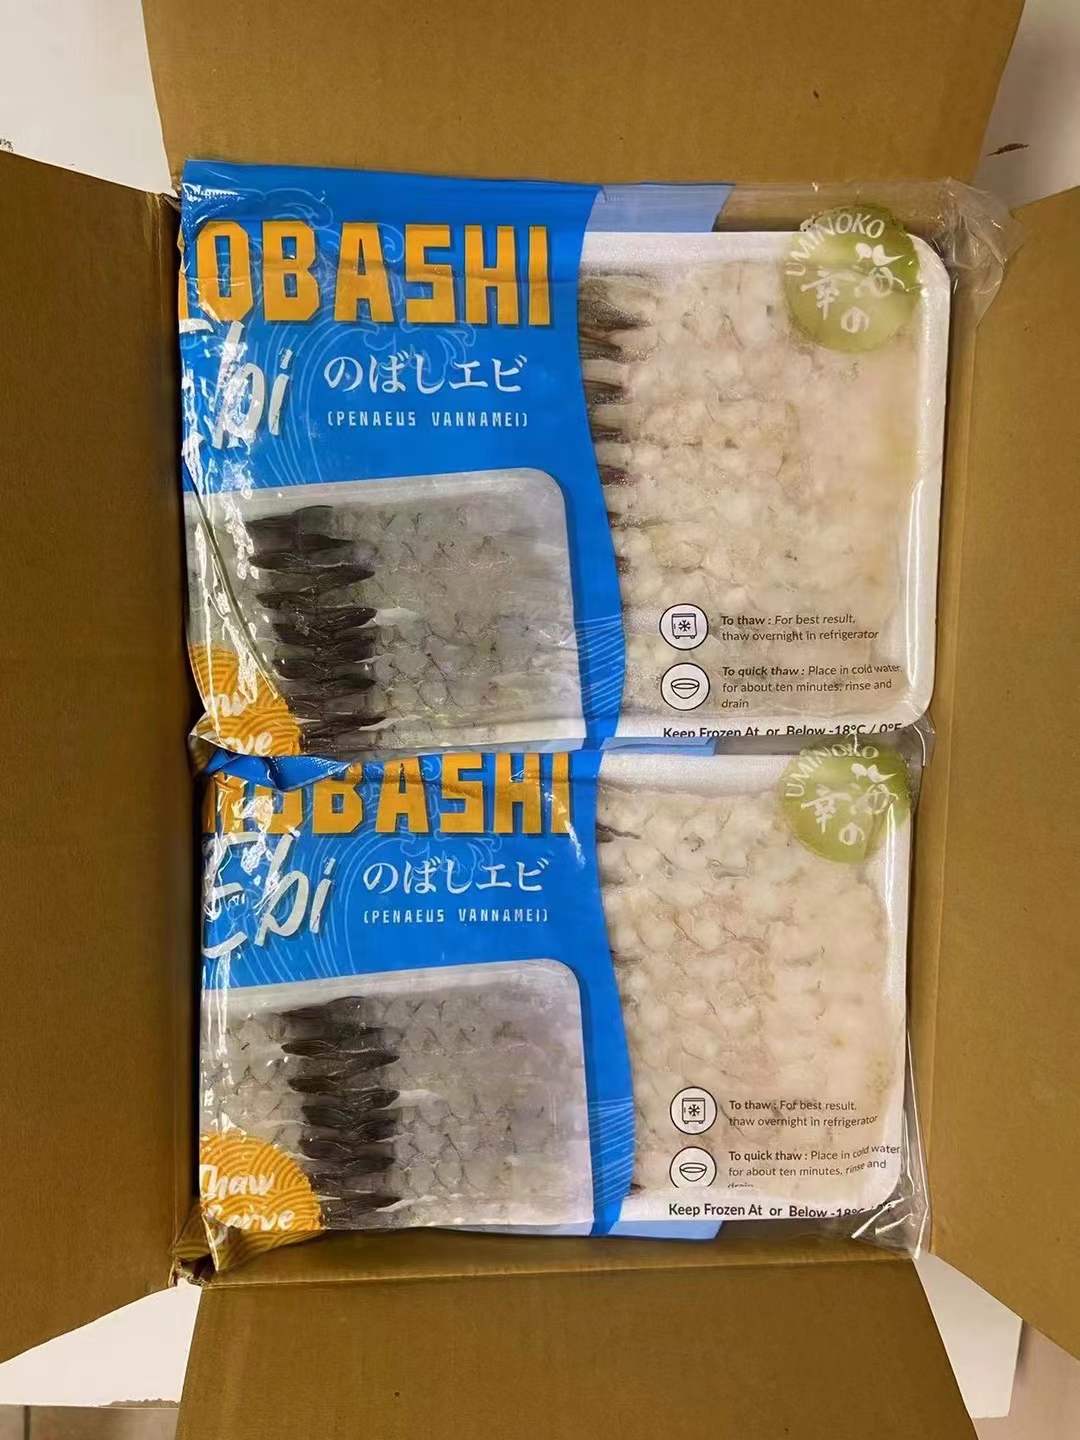 UMINOKO
幸の
OBASHI
Ebi
のばしエビ
(PENAEUS VANNAMEI)
To thaw : For best result,
thaw overnight in refrigerator
To quick thaw : Place in cold water
for about ten minutes, rinse and
drain
Keep Frozen At or Below -18°C / 0°F
UMINOKO
幸の
NOBASHI
Ebi
のばしエビ
(PENAEUS VANNAMEI)
To thaw : For best result,
thaw overnight in refrigerator
To quick thaw : Place in cold water
for about ten minutes, rinse and
drain
Thaw
Serve
Keep Frozen At or Below -18°C